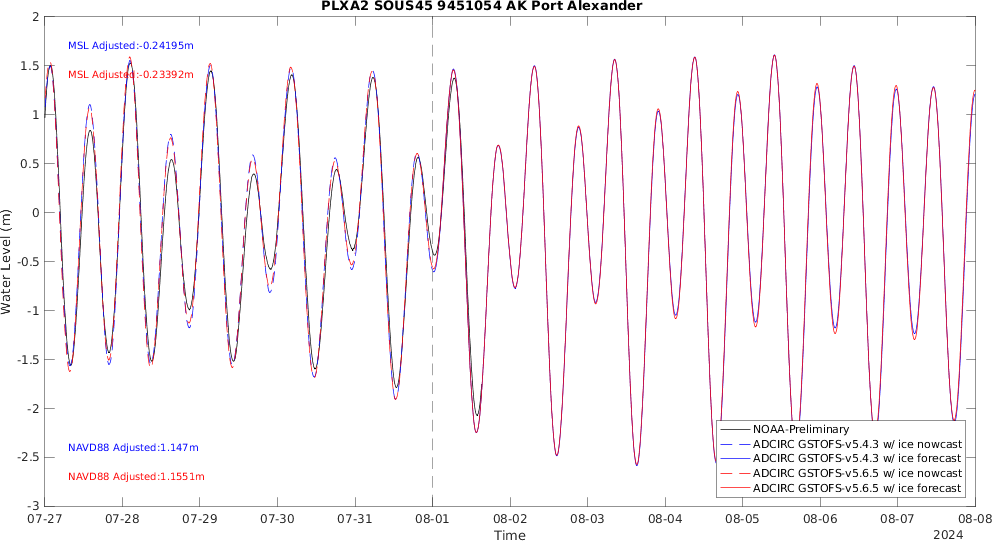 PLXA2 SOUS45 9451054 AK Port Alexander
MSL Adjusted:-0.24195m
MSL Adjusted:-0.23392m
NAVD88 Adjusted:1.147m
NAVD88 Adjusted:1.1551m
Water Level (m)
2
1.5
1
0.5
0
-0.5
-1
-1.5
-2
-2.5
-3
NOAA-Preliminary
ADCIRC GSTOFS-v5.4.3 w/ ice nowcast
ADCIRC GSTOFS-v5.4.3 w/ ice forecast
ADCIRC GSTOFS-v5.6.5 w/ ice nowcast
ADCIRC GSTOFS-v5.6.5 w/ ice forecast
07-27 07-28 07-29 07-30 07-31 08-01 08-02 08-03 08-04 08-05 08-06 08-07 08-08
Time
2024